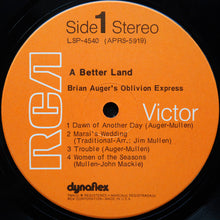 Side 1 Stereo
LSP-4540 (APRS-5919)
A Better Land
Brian Auger's Oblivion Express
RCA
Victor
1 Dawn of Another Day (Auger-Mullen)
2 Marai's Wedding
(Traditional-Arr.: Jim Mullen)
3 Trouble (Auger-Mullen)
4 Women of the Seasons
(Mullen-John Mackie)
dynaflex